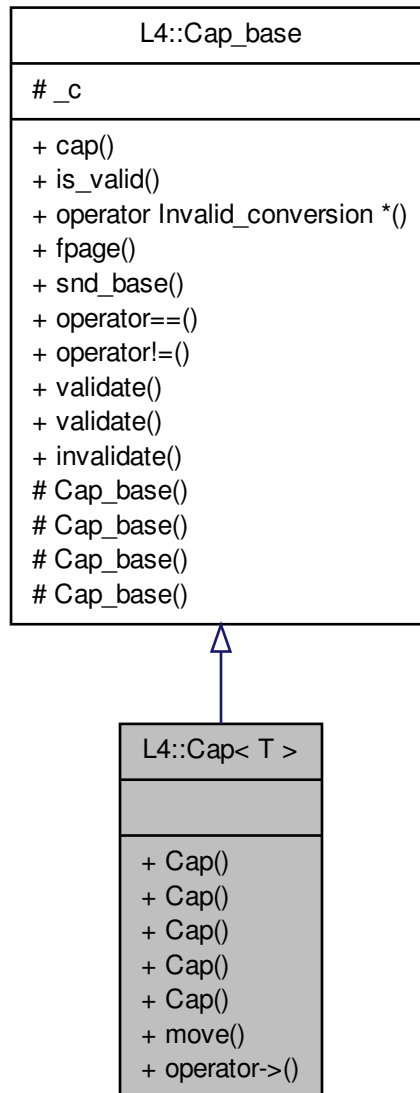 L4::Cap_base
# _c
+ cap()
+ is_valid()
+ operator Invalid_conversion *()
+ fpage()
+ snd_base()
+ operator==()
+ operator!=()
+ validate()
+ validate()
+ invalidate()
# Cap_base()
# Cap_base()
# Cap_base()
# Cap_base()
L4::Cap< T >
+ Cap()
+ Cap()
+ Cap()
+ Cap()
+ Cap()
+ move()
+ operator->()